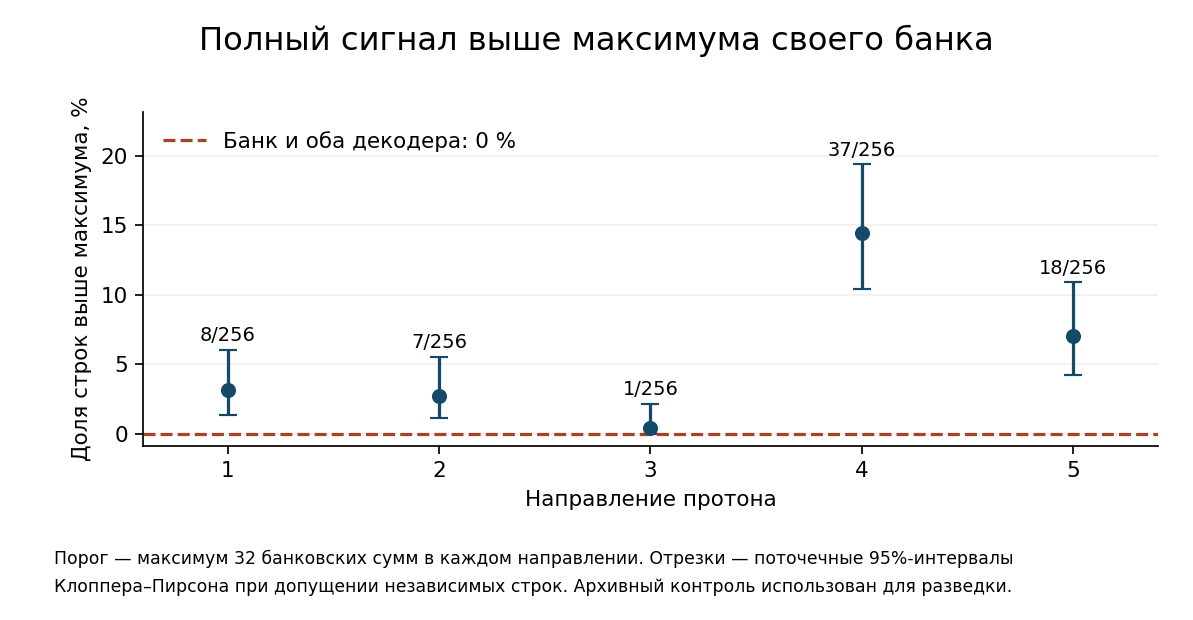 Полный сигнал выше максимума своего банка
Доля строк выше максимума, %
Банк и оба декодера: 0 %
20
15
10
5
0
8/256
7/256
1/256
37/256
18/256
1
2
3
4
5
Направление протона
Порог — максимум 32 банковских сумм в каждом направлении. Отрезки — поточечные 95%-интервалы
Клоппера–Пирсона при допущении независимых строк. Архивный контроль использован для разведки.